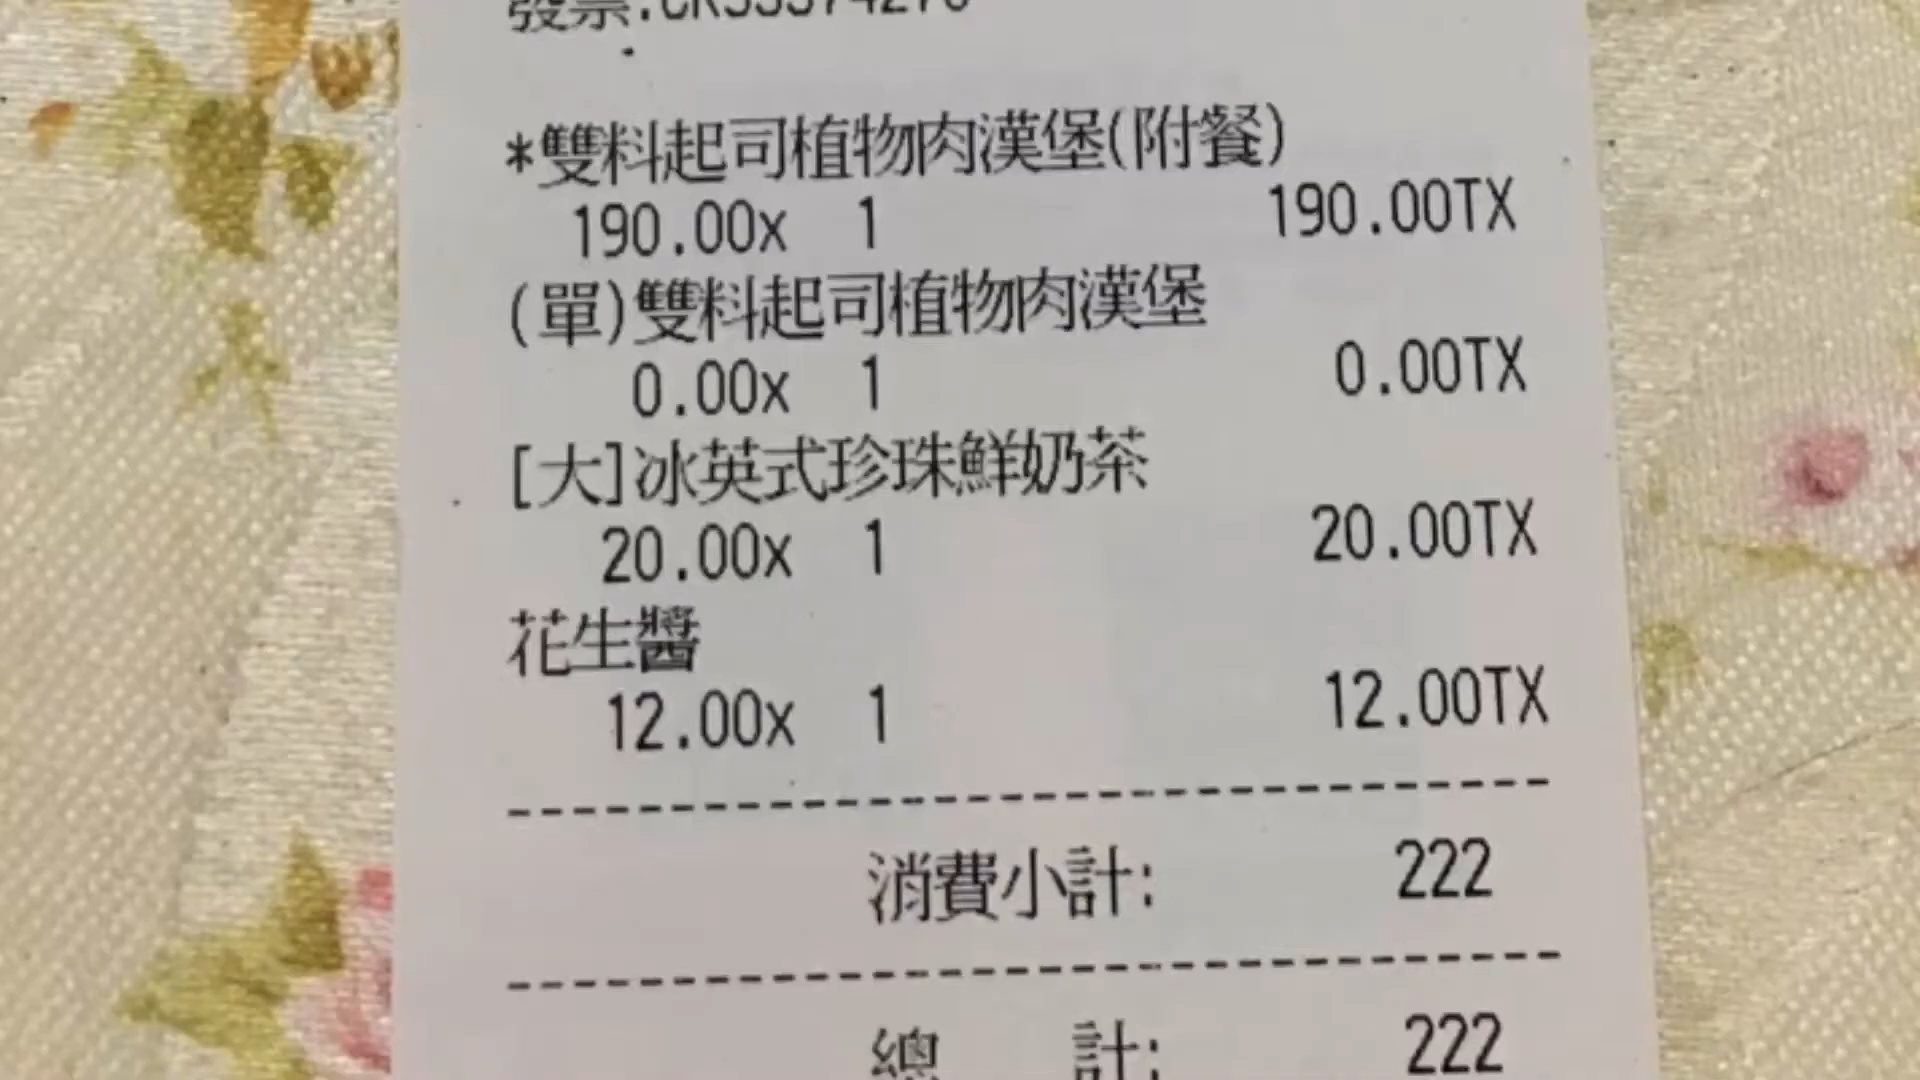 發票:
*雙料起司植物肉漢堡(附餐)
190.00x 1 190.00TX
(單)雙料起司植物肉漢堡
0.00x 1 0.00TX
[大]冰英式珍珠鮮奶茶
20.00x 1 20.00TX
花生醬
12.00x 1 12.00TX
消費小計: 222
總 計: 222